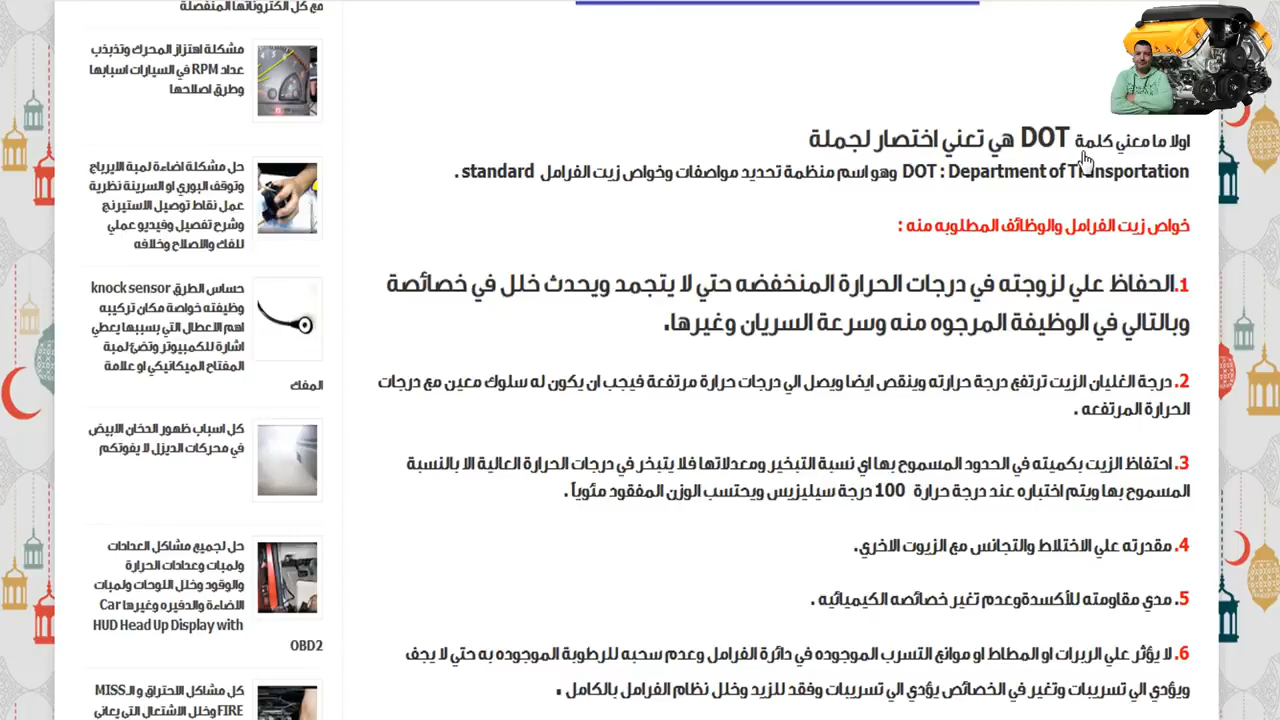 اولا ما معني كلمة DOT هي تعني اختصار لجملة
DOT : Department of Transportation وهو اسم منظمة تحديد مواصفات وخواص زيت الفرامل standard .
خواص زيت الفرامل والوظائف المطلوبه منه :
1.الحفاظ علي لزوجته في درجات الحرارة المنخفضه حتي لا يتجمد ويحدث خلل في خصائصة
وبالتالي في الوظيفة المرجوه منه وسرعة السريان وغيرها.
2. درجة الغليان الزيت ترتفع درجة حرارته وينقص ايضا ويصل الي درجات حرارة مرتفعة فيجب ان يكون له سلوك معين مع درجات
الحرارة المرتفعه .
3. احتفاظ الزيت بكميته في الحدود المسموح بها اي نسبة التبخير ومعدلاتها فلا يتبخر في درجات الحرارة العالية الا بالنسبة
المسموح بها ويتم اختباره عند درجة حرارة 100 درجة سيليزيس ويحتسب الوزن المفقود مئوياً .
4. مقدرته علي الاختلاط والتجانس مع الزيوت الاخري.
5. مدي مقاومته للأكسدةوعدم تغير خصائصه الكيميائيه .
6. لا يؤثر علي الربرات او المطاط او موانع التسرب الموجوده في دائرة الفرامل وعدم سحبه للرطوبة الموجوده به حتي لا يجف
ويؤدي الي تسريبات وتغير في الخصائص يؤدي الي تسريبات وفقد للزيد وخلل نظام الفرامل بالكامل .
مع كل الكتروناتها المنفصلة
مشكلة اهتزاز المحرك وتذبذب
عداد RPM في السيارات اسبابها
وطرق اصلاحها
حل مشكلة اضاءة لمبة الايرباج
وتوقف البوري او السرينة نظرية
عمل نقاط توصيل الاستيرنج
وشرح تفصيل وفيديو عملي
للفك والاصلاح وخلافه
حساس الطرق knock sensor
وظيفته خواصة مكان تركيبه
اهم الاعطال التي بسببها يعطي
اشارة للكمبيوتر وتضئ لمبة
المفتاح الميكانيكي او علامة
المفك
كل اسباب ظهور الدخان الابيض
في محركات الديزل لا يفوتكم
حل لجميع مشاكل العدادات
ولمبات وعدادات الحرارة
والوقود وخلل اللوحات ولمبات
الاضاءة والدفيره وغيرها Car
HUD Head Up Display with
OBD2
كل مشاكل الاحتراق و الـMISS
FIRE وخلل الاشتعال التي يعاني